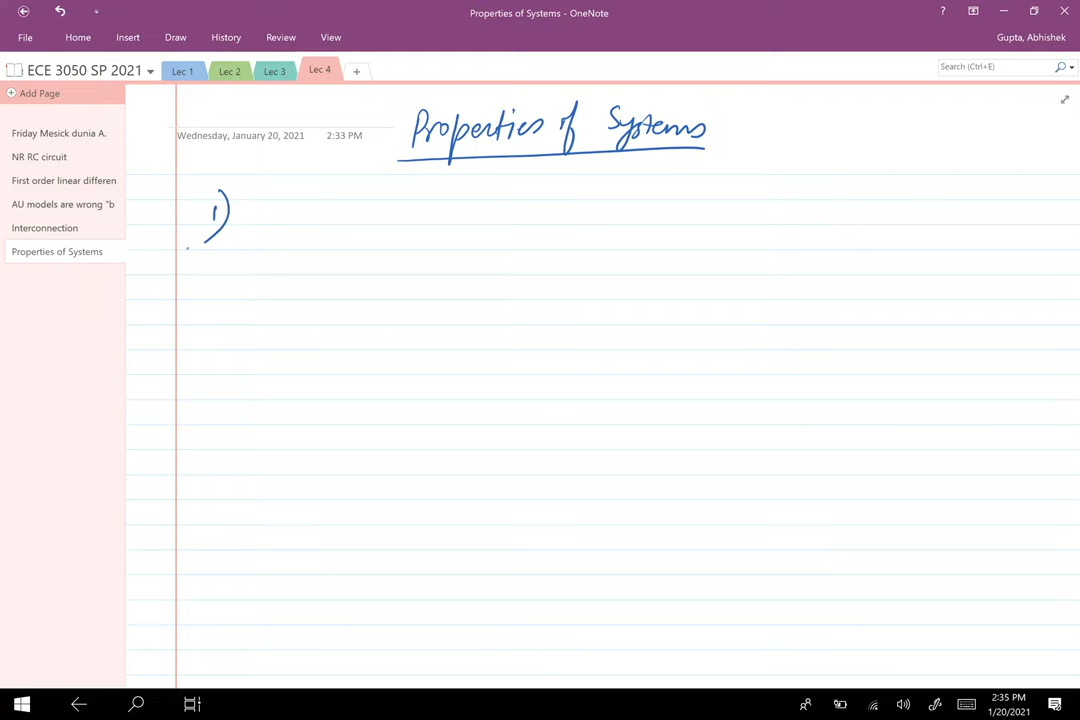 Properties of Systems - OneNote
?
File Home Insert Draw History Review View
Gupta, Abhishek
ECE 3050 SP 2021
Lec 1 Lec 2 Lec 3 Lec 4 +
Search (Ctrl+E)
Add Page
Friday Mesick dunia A.
NR RC circuit
First order linear differen
AU models are wrong "b
Interconnection
Properties of Systems
Wednesday, January 20, 2021 2:33 PM
Properties of Systems
1)
2:35 PM
1/20/2021